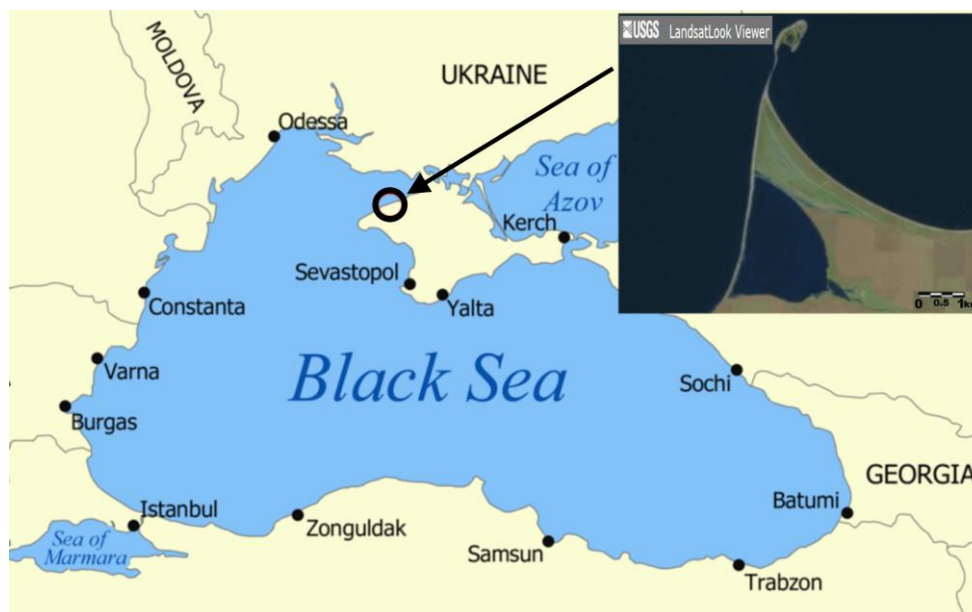 USGS LandsatLook Viewer
MOLDOVA
UKRAINE
Odessa
Sea of
Azov
Kerch
0 0.5 1k
Sevastopol
Yalta
Constanta
Black Sea
Varna
Sochi
Burgas
GEORGIA
Batumi
Istanbul
Zonguldak
Sea of
Marmara
Samsun
Trabzon